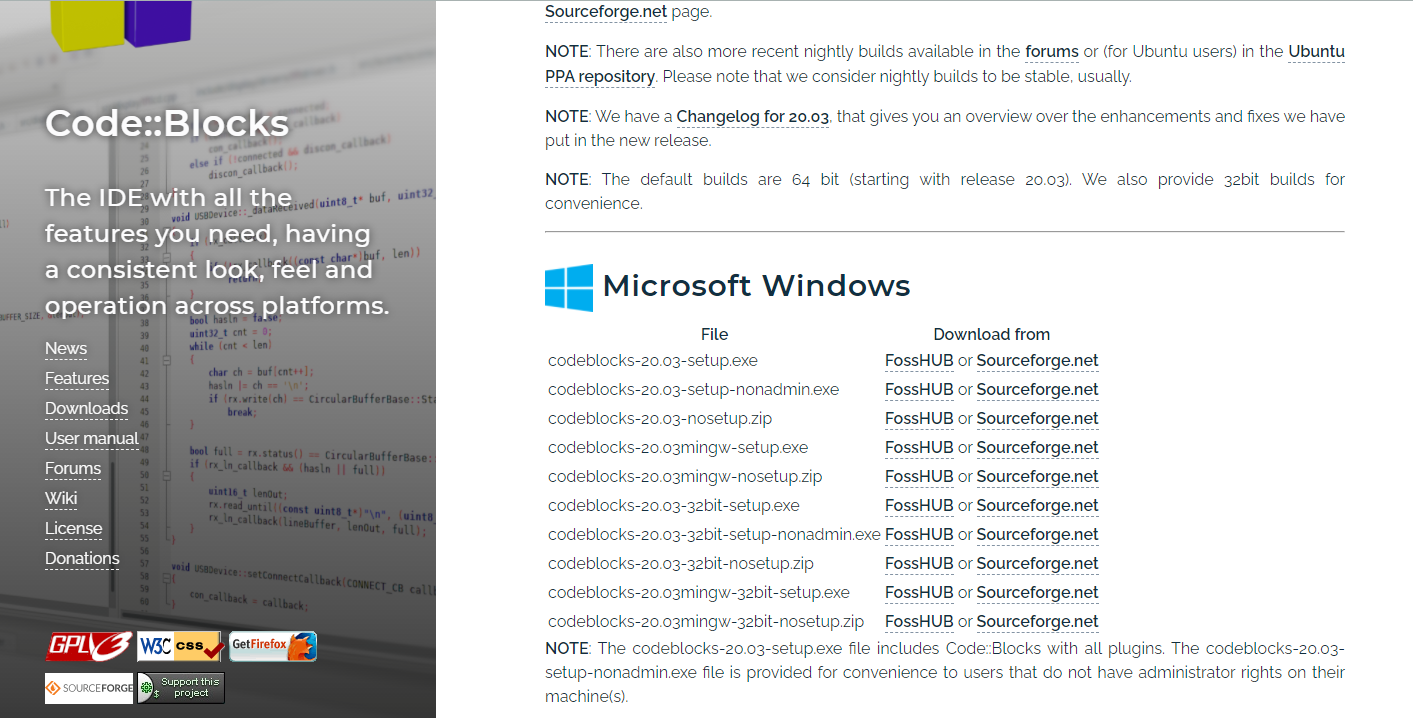 Code::Blocks
The IDE with all the
features you need, having
a consistent look, feel and
operation across platforms.
News
Features
Downloads
User manual
Forums
Wiki
License
Donations
GPLv3
W3C css
GetFirefox
SOURCEFORGE
Support this
project
Sourceforge.net page.
NOTE: There are also more recent nightly builds available in the forums or (for Ubuntu users) in the Ubuntu
PPA repository. Please note that we consider nightly builds to be stable, usually.
NOTE: We have a Changelog for 20.03, that gives you an overview over the enhancements and fixes we have
put in the new release.
NOTE: The default builds are 64 bit (starting with release 20.03). We also provide 32bit builds for
convenience.
Microsoft Windows
File Download from
codeblocks-20.03-setup.exe FossHUB or Sourceforge.net
codeblocks-20.03-setup-nonadmin.exe FossHUB or Sourceforge.net
codeblocks-20.03-nosetup.zip FossHUB or Sourceforge.net
codeblocks-20.03mingw-setup.exe FossHUB or Sourceforge.net
codeblocks-20.03mingw-nosetup.zip FossHUB or Sourceforge.net
codeblocks-20.03-32bit-setup.exe FossHUB or Sourceforge.net
codeblocks-20.03-32bit-setup-nonadmin.exe FossHUB or Sourceforge.net
codeblocks-20.03-32bit-nosetup.zip FossHUB or Sourceforge.net
codeblocks-20.03mingw-32bit-setup.exe FossHUB or Sourceforge.net
codeblocks-20.03mingw-32bit-nosetup.zip FossHUB or Sourceforge.net
NOTE: The codeblocks-20.03-setup.exe file includes Code::Blocks with all plugins. The codeblocks-20.03-
setup-nonadmin.exe file is provided for convenience to users that do not have administrator rights on their
machine(s).